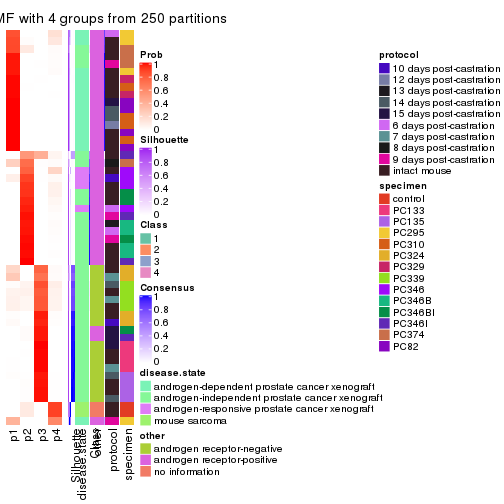 MF with 4 groups from 250 partitions
Prob
1
0.8
0.6
0.4
0.2
0
Silhouette
1
0.8
0.6
0.4
0.2
0
Class
1
2
3
4
Consensus
1
0.8
0.6
0.4
0.2
0
disease.state
androgen-dependent prostate cancer xenograft
androgen-independent prostate cancer xenograft
androgen-responsive prostate cancer xenograft
mouse sarcoma
other
androgen receptor-negative
androgen receptor-positive
no information
protocol
10 days post-castration
12 days post-castration
13 days post-castration
14 days post-castration
15 days post-castration
6 days post-castration
7 days post-castration
8 days post-castration
9 days post-castration
intact mouse
specimen
control
PC133
PC135
PC295
PC310
PC324
PC329
PC339
PC346
PC346B
PC346BI
PC346I
PC374
PC82
p1
p2
p3
p4
Silhouette
disease.state
Class
other
protocol
specimen